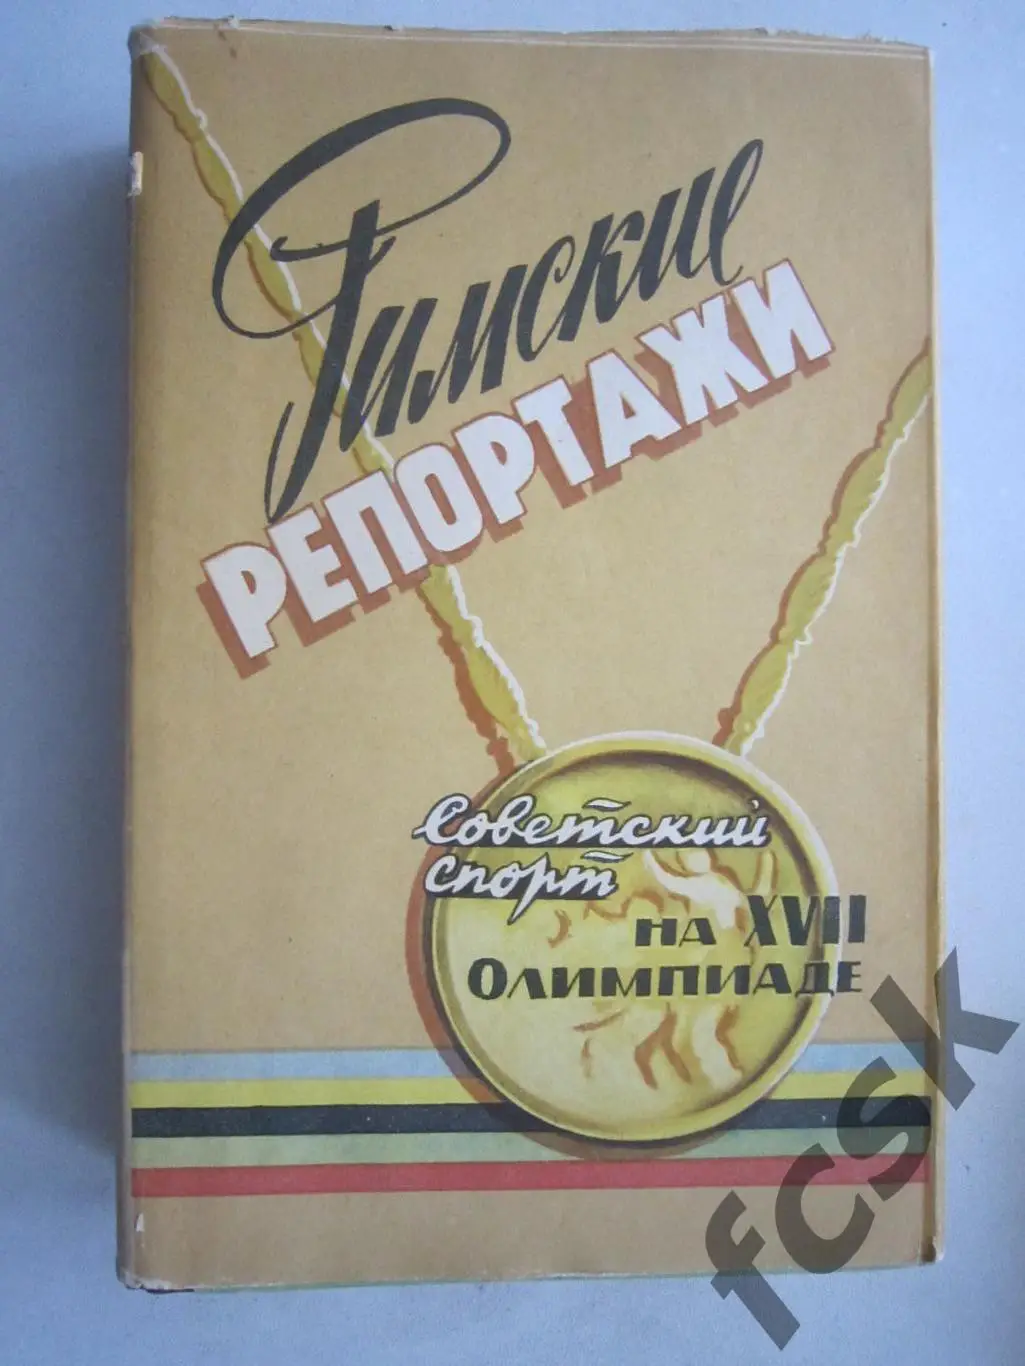 Римские
РЕПОРТАЖИ
Советский
спорт
НА XVII
ОЛИМПИАДЕ
fcsk